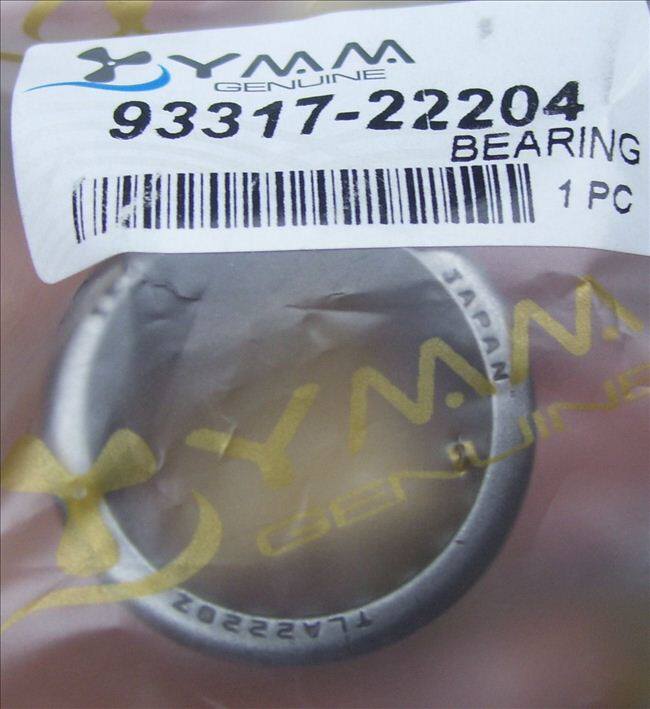 YMM
GENUINE
93317-22204
BEARING
1 PC
JAPAN
YMM
GENUINE
TLA2220Z